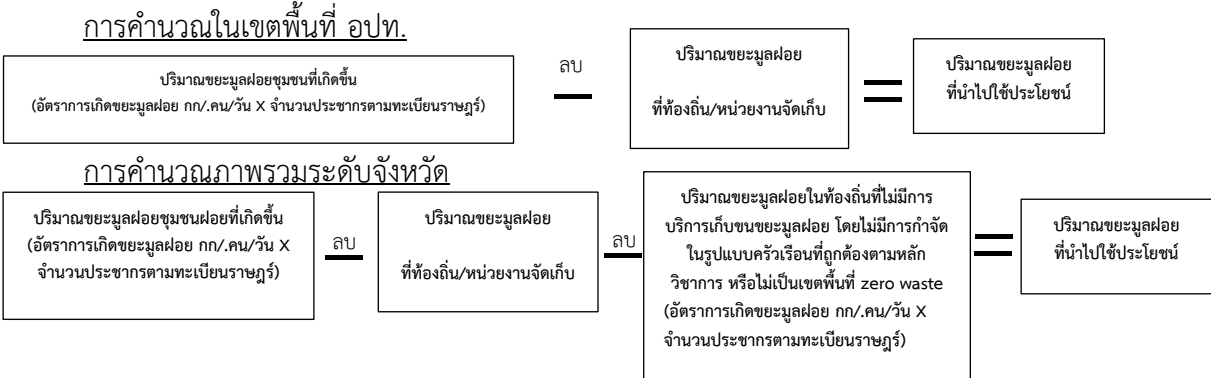 การคำนวณในเขตพื้นที่ อปท.
ปริมาณขยะมูลฝอยชุมชนที่เกิดขึ้น
(อัตราการเกิดขยะมูลฝอย กก/.คน/วัน X จำนวนประชากรตามทะเบียนราษฎร์)
ลบ
ปริมาณขยะมูลฝอย
ที่ท้องถิ่น/หน่วยงานจัดเก็บ
ปริมาณขยะมูลฝอย
ที่นำไปใช้ประโยชน์
การคำนวณภาพรวมระดับจังหวัด
ปริมาณขยะมูลฝอยชุมชนฝอยที่เกิดขึ้น
(อัตราการเกิดขยะมูลฝอย กก/.คน/วัน X
จำนวนประชากรตามทะเบียนราษฎร์)
ลบ
ปริมาณขยะมูลฝอย
ที่ท้องถิ่น/หน่วยงานจัดเก็บ
ลบ
ปริมาณขยะมูลฝอยในท้องถิ่นที่ไม่มีการ
บริการเก็บขนขยะมูลฝอย โดยไม่มีการกำจัด
ในรูปแบบครัวเรือนที่ถูกต้องตามหลัก
วิชาการ หรือไม่เป็นเขตพื้นที่ zero waste
(อัตราการเกิดขยะมูลฝอย กก/.คน/วัน X
จำนวนประชากรตามทะเบียนราษฎร์)
ปริมาณขยะมูลฝอย
ที่นำไปใช้ประโยชน์